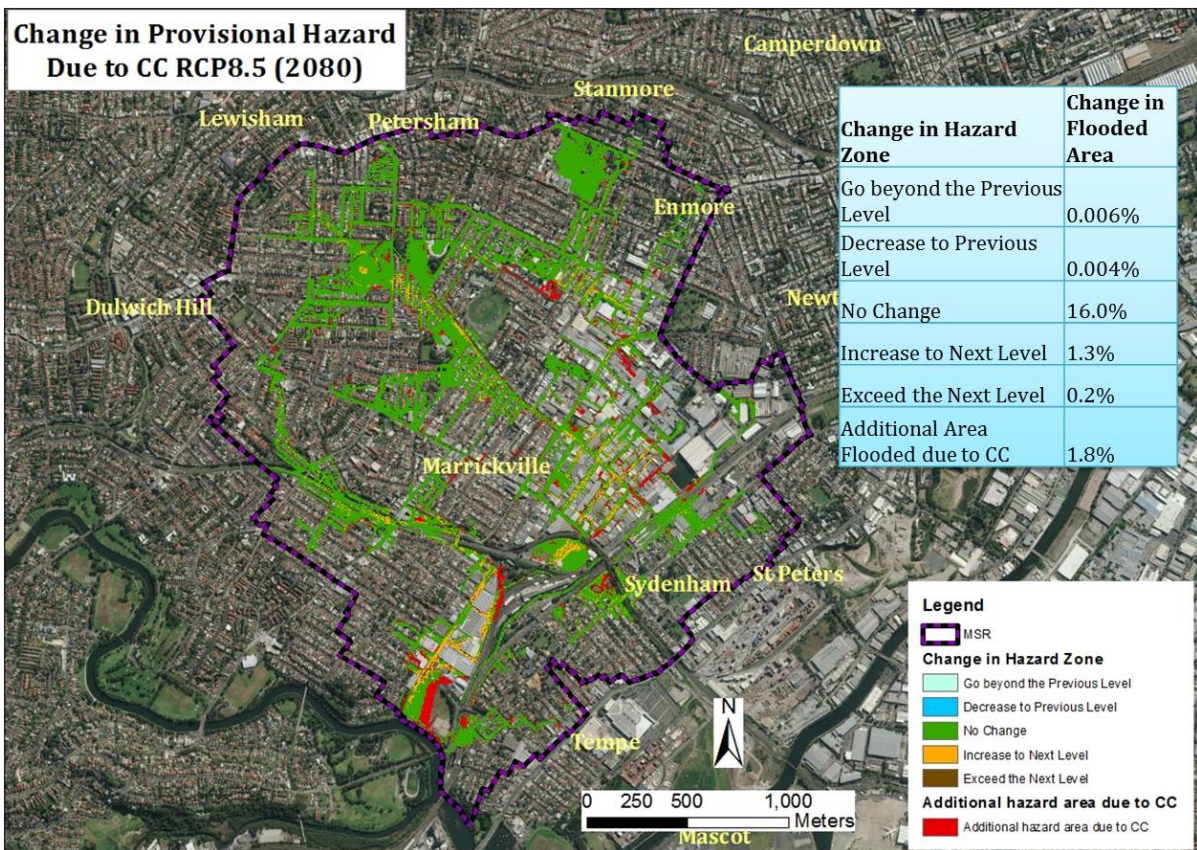 Change in Provisional Hazard
Due to CC RCP8.5 (2080)
Camperdown
Stanmore
Lewisham
Petersham
Enmore
Dulwich Hill
Newt
Marrickville
Sydenham
St Peters
Tempe
Mascot
Change in Hazard Zone
Change in Flooded Area
Go beyond the Previous Level
0.006%
Decrease to Previous Level
0.004%
No Change
16.0%
Increase to Next Level
1.3%
Exceed the Next Level
0.2%
Additional Area Flooded due to CC
1.8%
N
0 250 500 1,000
Meters
Legend
MSR
Change in Hazard Zone
Go beyond the Previous Level
Decrease to Previous Level
No Change
Increase to Next Level
Exceed the Next Level
Additional hazard area due to CC
Additional hazard area due to CC